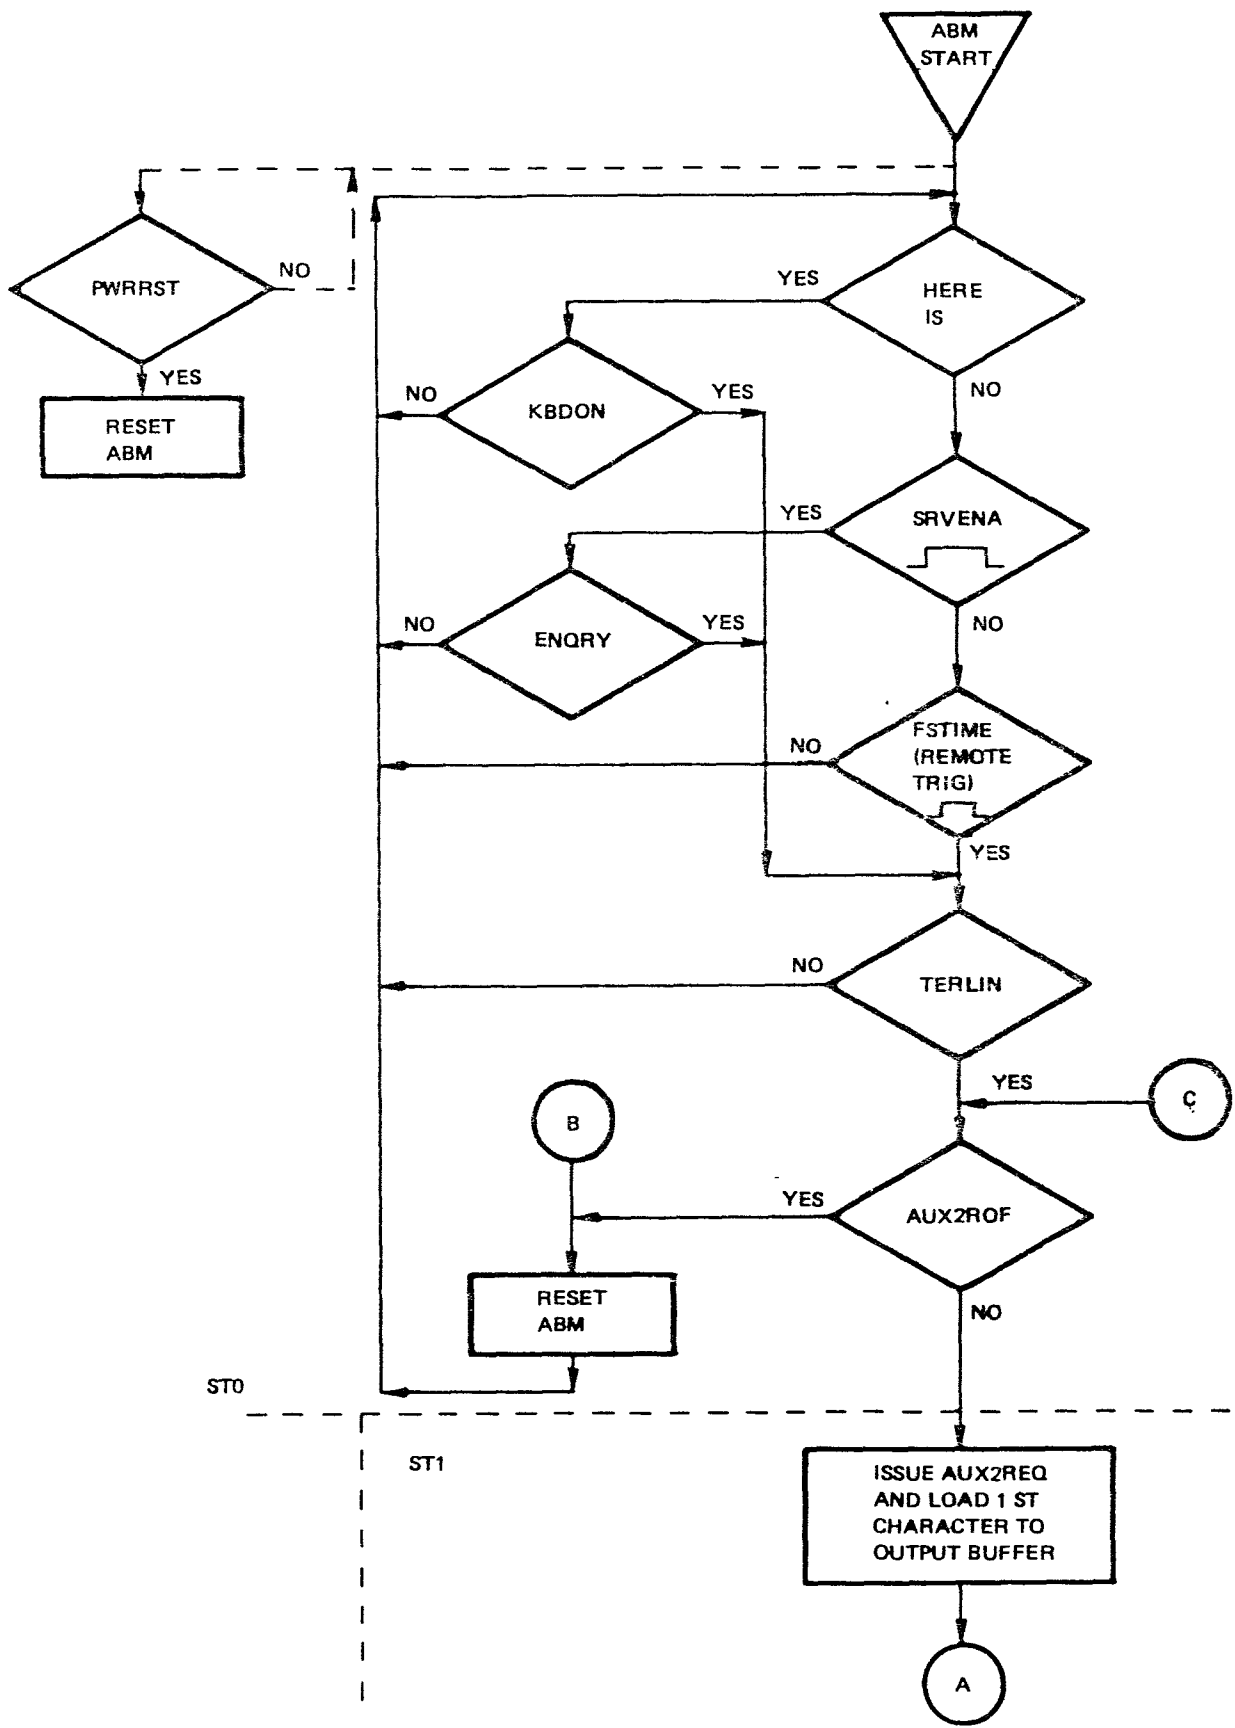 ABM
START
NO
PWRRST
YES
RESET
ABM
YES
HERE
IS
NO
NO
KBDON
YES
YES
SRVENA
NO
NO
ENQRY
YES
NO
FSTIME
(REMOTE
TRIG)
YES
NO
TERLIN
YES
C
B
YES
AUX2ROF
NO
RESET
ABM
ST0
ST1
ISSUE AUX2REQ
AND LOAD 1 ST
CHARACTER TO
OUTPUT BUFFER
A